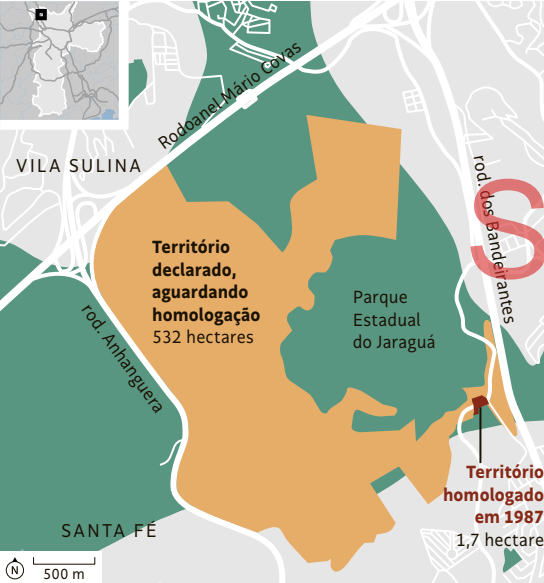 Rodoanel Mário Covas
VILA SULINA
rod. dos Bandeirantes
S
Território
declarado,
aguardando
homologação
532 hectares
Parque
Estadual
do Jaraguá
rod. Anhanguera
Território
homologado
em 1987
1,7 hectare
SANTA FÉ
N
500 m